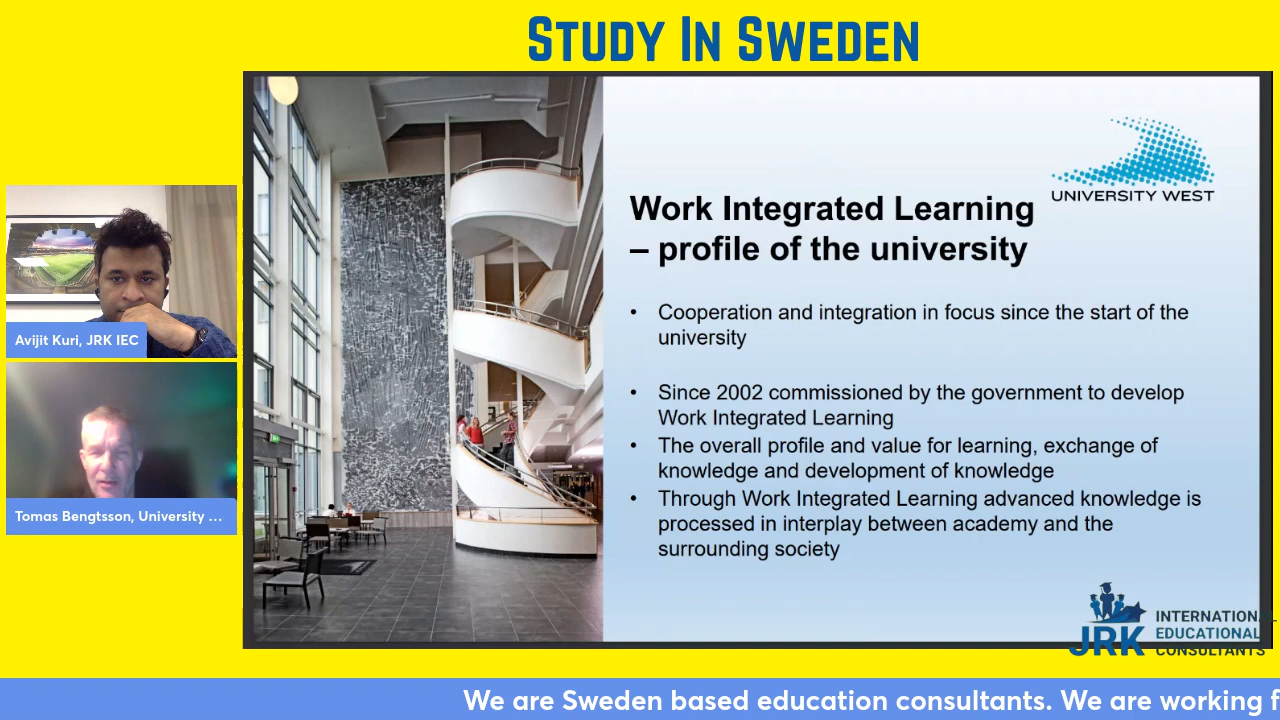 STUDY IN SWEDEN
UNIVERSITY WEST
Work Integrated Learning
– profile of the university
• Cooperation and integration in focus since the start of the
university
• Since 2002 commissioned by the government to develop
Work Integrated Learning
• The overall profile and value for learning, exchange of
knowledge and development of knowledge
• Through Work Integrated Learning advanced knowledge is
processed in interplay between academy and the
surrounding society
Avijit Kuri, JRK IEC
Tomas Bengtsson, University ...
JRK
INTERNATIONAL
EDUCATIONAL
CONSULTANTS
We are Sweden based education consultants. We are working f